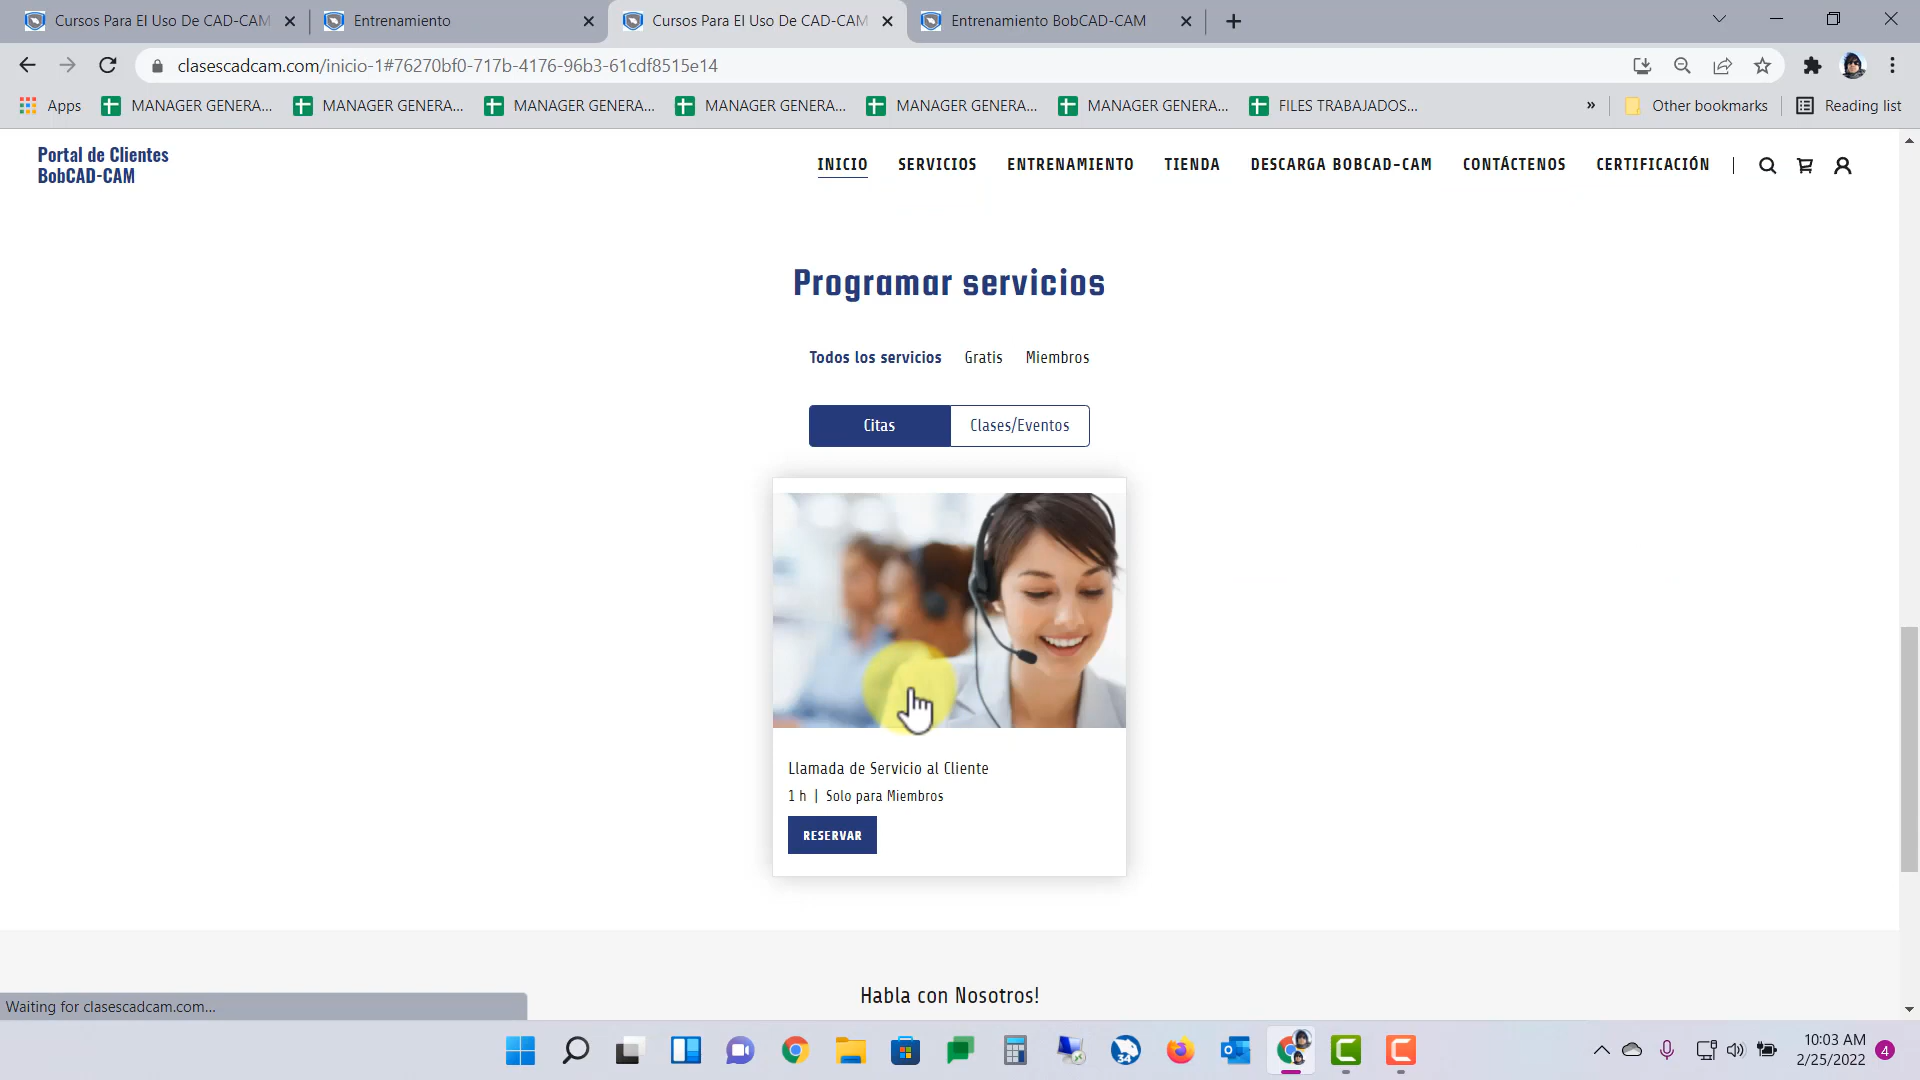 Cursos Para El Uso De CAD-CAM
Entrenamiento
Cursos Para El Uso De CAD-CAM
Entrenamiento BobCAD-CAM
clasescadcam.com/inicio-1#76270bf0-717b-4176-96b3-61cdf8515e14
Apps
MANAGER GENERA...
MANAGER GENERA...
MANAGER GENERA...
MANAGER GENERA...
MANAGER GENERA...
MANAGER GENERA...
FILES TRABAJADOS...
»
Other bookmarks
Reading list
Portal de Clientes
BobCAD-CAM
INICIO
SERVICIOS
ENTRENAMIENTO
TIENDA
DESCARGA BOBCAD-CAM
CONTÁCTENOS
CERTIFICACIÓN
Programar servicios
Todos los servicios
Gratis
Miembros
Citas
Clases/Eventos
Llamada de Servicio al Cliente
1 h | Solo para Miembros
RESERVAR
Habla con Nosotros!
Waiting for clasescadcam.com...
34
10:03 AM
2/25/2022
4